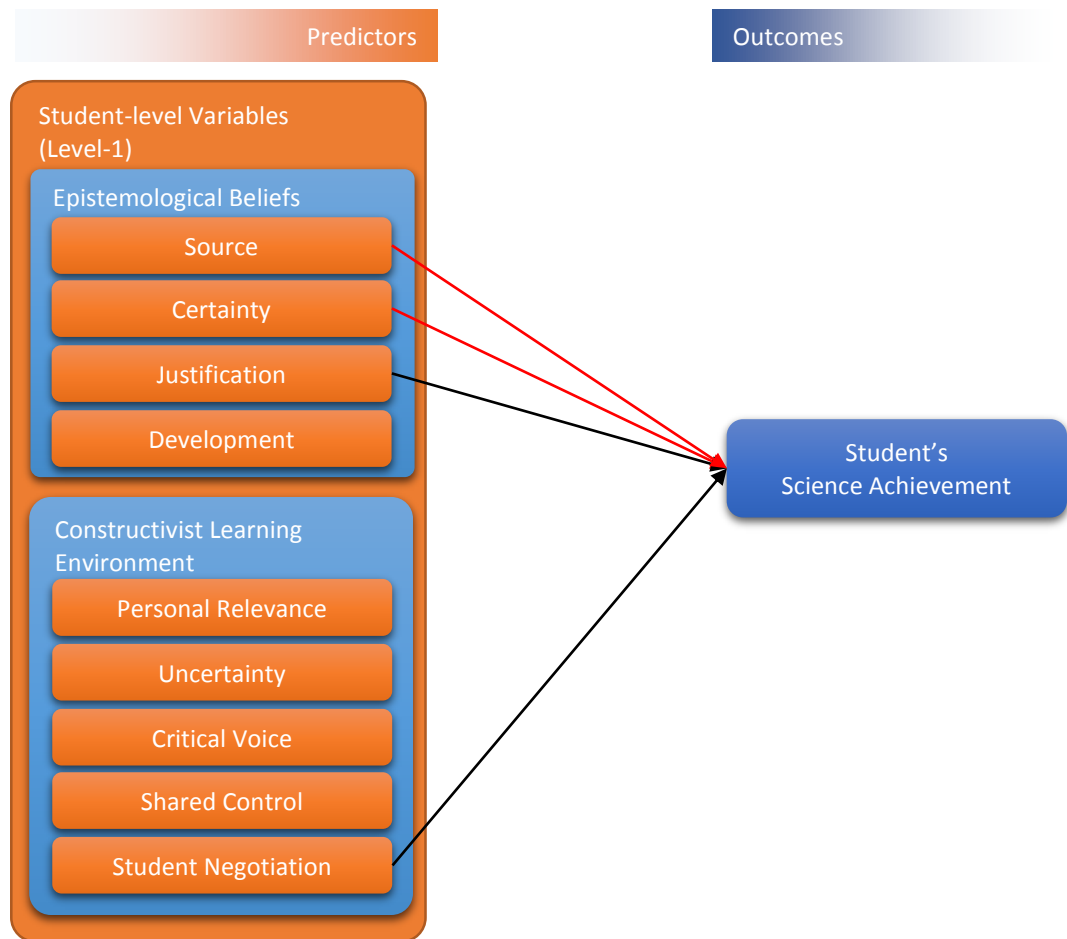 Predictors
Outcomes
Student-level Variables
(Level-1)
Epistemological Beliefs
Source
Certainty
Justification
Development
Constructivist Learning
Environment
Personal Relevance
Uncertainty
Critical Voice
Shared Control
Student Negotiation
Student’s
Science Achievement